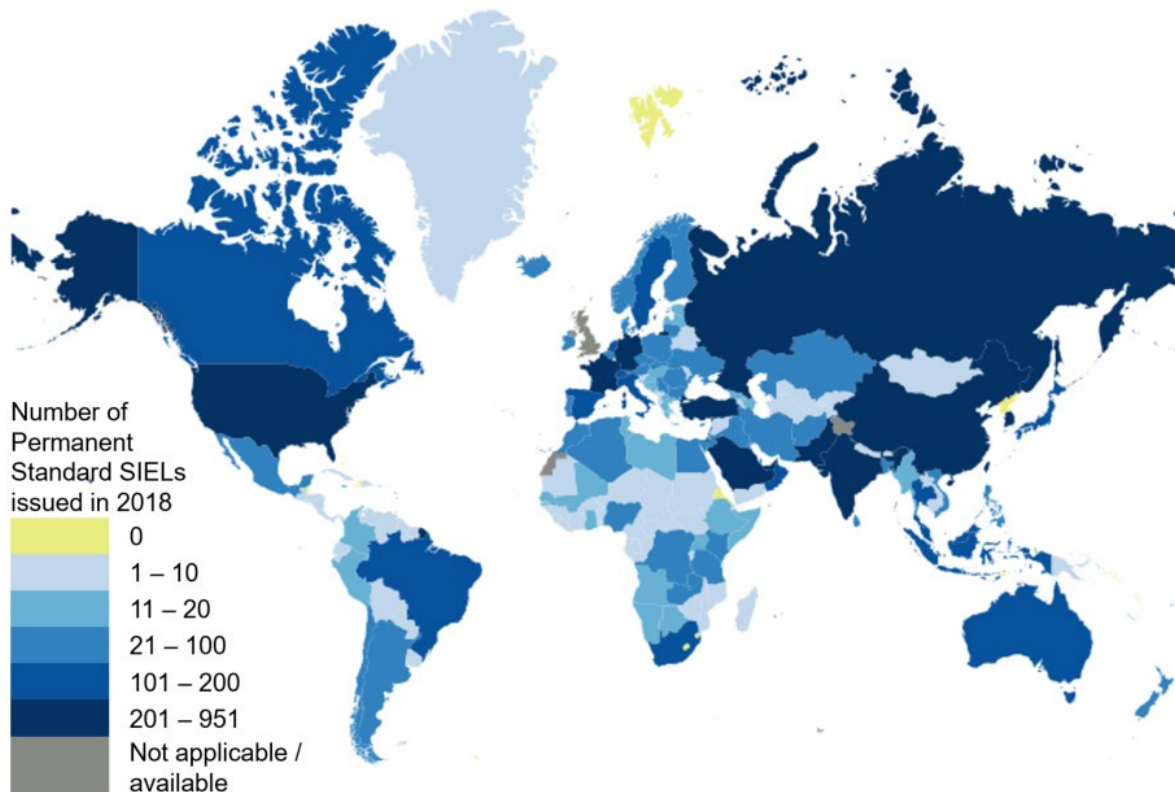 Number of
Permanent
Standard SIELs
issued in 2018
0
1 – 10
11 – 20
21 – 100
101 – 200
201 – 951
Not applicable /
available